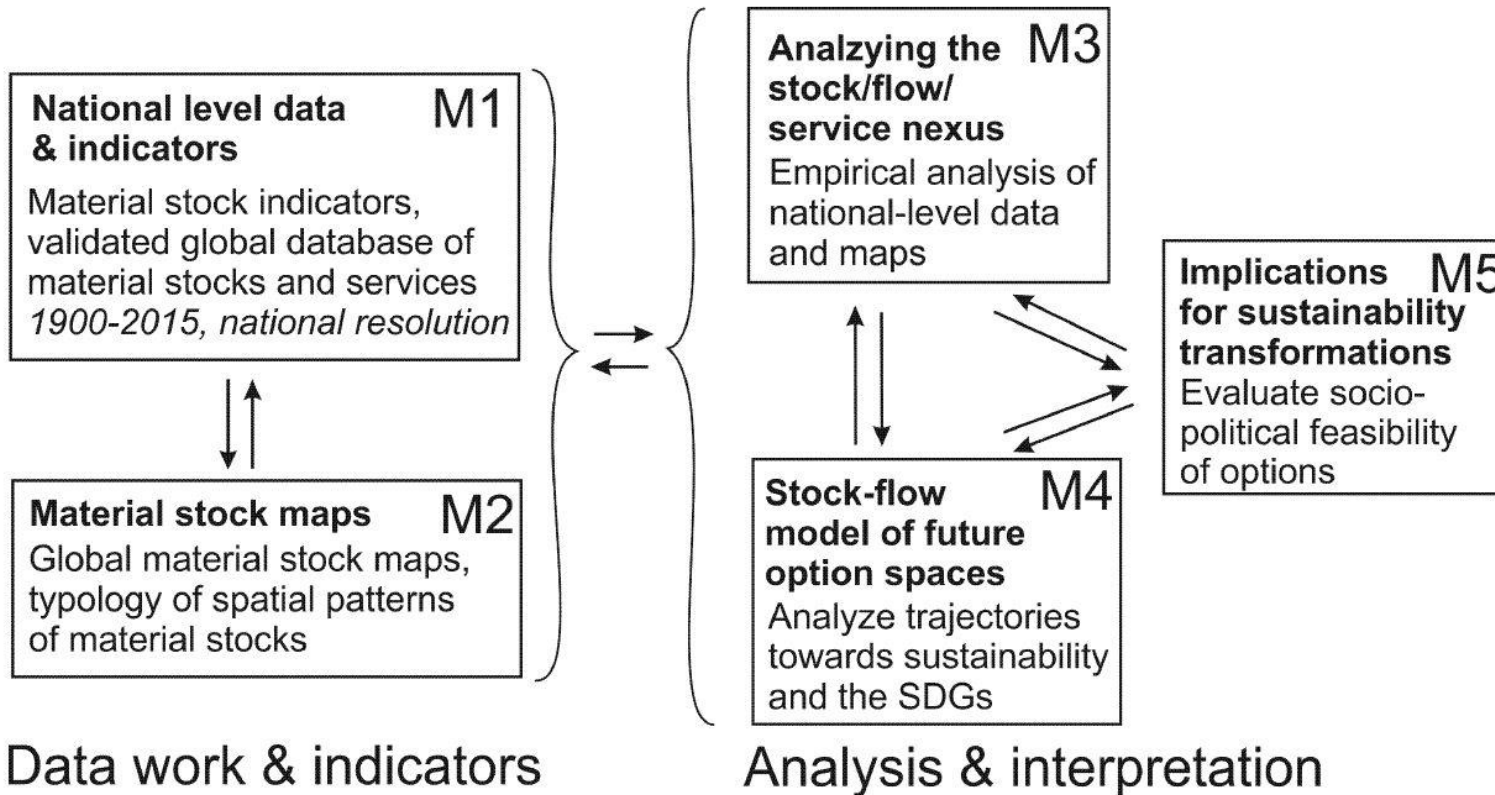 National level data
& indicators
M1
Material stock indicators,
validated global database of
material stocks and services
1900-2015, national resolution
Material stock maps
M2
Global material stock maps,
typology of spatial patterns
of material stocks
Data work & indicators
Analzying the
stock/flow/
service nexus
M3
Empirical analysis of
national-level data
and maps
Stock-flow
model of future
option spaces
M4
Analyze trajectories
towards sustainability
and the SDGs
Implications
for sustainability
transformations
M5
Evaluate socio-
political feasibility
of options
Analysis & interpretation